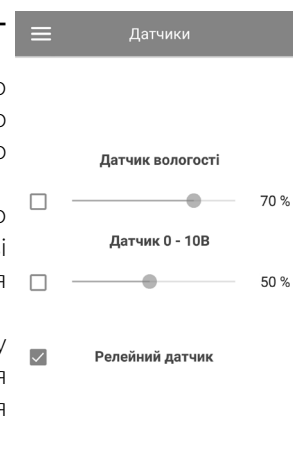 Датчики
Датчик вологості
70 %
Датчик 0 - 10В
50 %
Релейний датчик